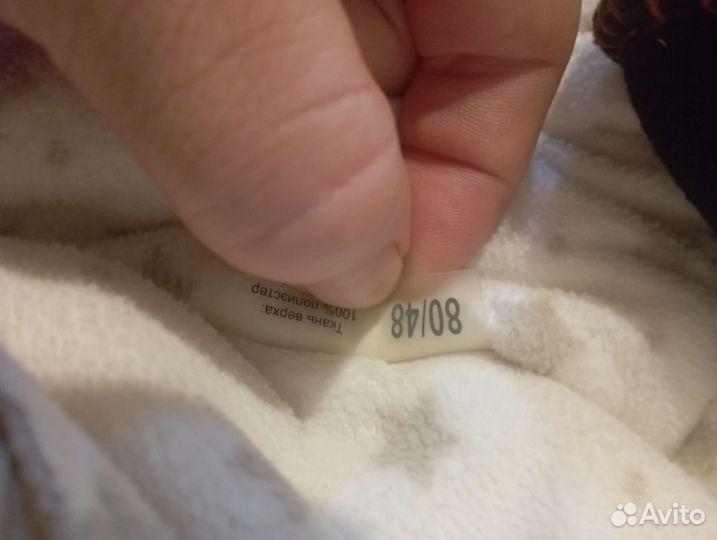 80/48
Ткань верха:
100% полиэстер
Avito